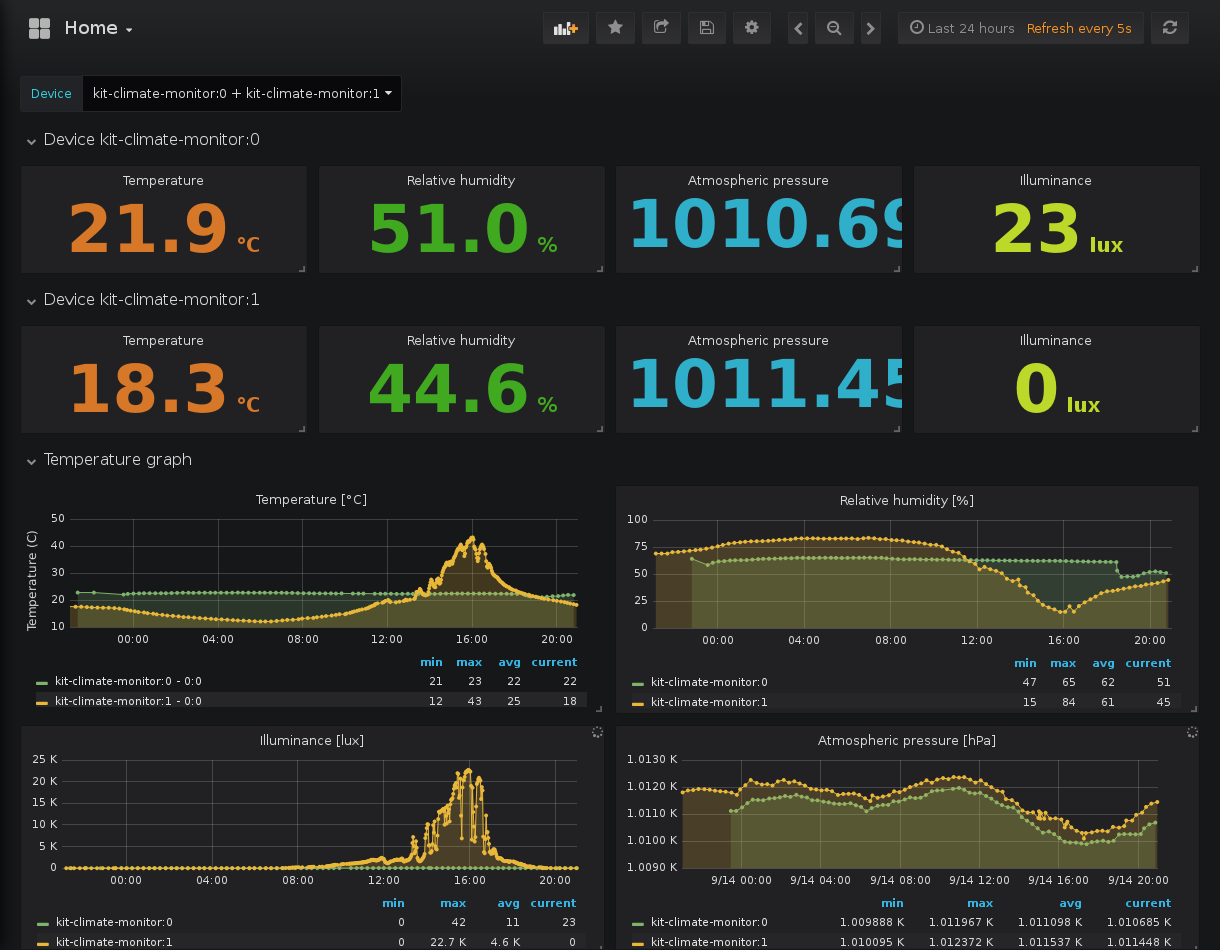 Home
Last 24 hours Refresh every 5s
Device kit-climate-monitor:0 + kit-climate-monitor:1
Device kit-climate-monitor:0
Temperature Relative humidity Atmospheric pressure Illuminance
21.9 °C 51.0 % 1010.69 23 lux
Device kit-climate-monitor:1
Temperature Relative humidity Atmospheric pressure Illuminance
18.3 °C 44.6 % 1011.45 0 lux
Temperature graph
Temperature [°C]
Temperature (C)
50
40
30
20
10
00:00 04:00 08:00 12:00 16:00 20:00
min max avg current
kit-climate-monitor:0 - 0:0 21 23 22 22
kit-climate-monitor:1 - 0:0 12 43 25 18
Relative humidity [%]
100
75
50
25
0
00:00 04:00 08:00 12:00 16:00 20:00
min max avg current
kit-climate-monitor:0 47 65 62 51
kit-climate-monitor:1 15 84 61 45
Illuminance [lux]
25 K
20 K
15 K
10 K
5 K
0
00:00 04:00 08:00 12:00 16:00 20:00
min max avg current
kit-climate-monitor:0 0 42 11 23
kit-climate-monitor:1 0 22.7 K 4.6 K 0
Atmospheric pressure [hPa]
1.0130 K
1.0120 K
1.0110 K
1.0100 K
1.0090 K
9/14 00:00 9/14 04:00 9/14 08:00 9/14 12:00 9/14 16:00 9/14 20:00
min max avg current
kit-climate-monitor:0 1.009888 K 1.011967 K 1.011098 K 1.010685 K
kit-climate-monitor:1 1.010095 K 1.012372 K 1.011537 K 1.011448 K